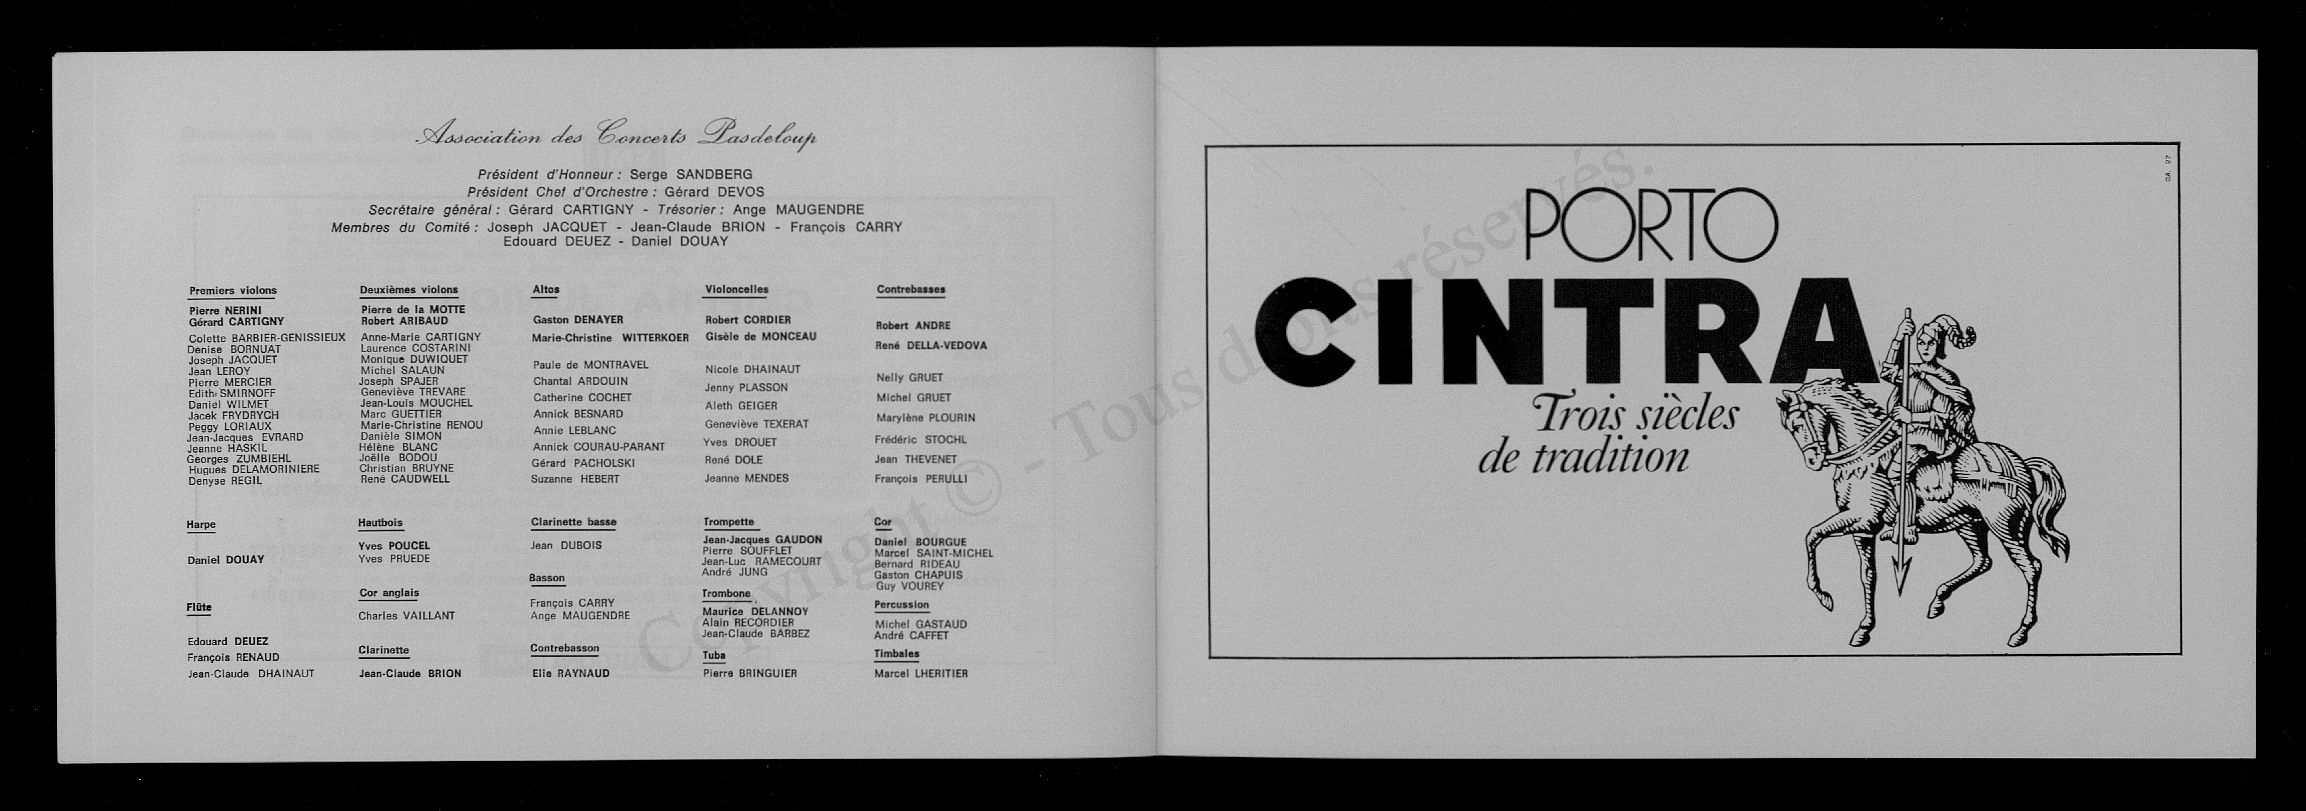 Association des Concerts Pasdeloup
Président d'Honneur : Serge SANDBERG
Président Chef d'Orchestre : Gérard DEVOS
Secrétaire général : Gérard CARTIGNY - Trésorier : Ange MAUGENDRE
Membres du Comité : Joseph JACQUET - Jean-Claude BRION - François CARRY
Edouard DEUEZ - Daniel DOUAY
Premiers violons
Pierre NERINI
Gérard CARTIGNY
Colette BARBIER-GENISSIEUX
Denise BORNUAT
Joseph JACQUET
Jean LEROY
Pierre MERCIER
Edith SMIRNOFF
Daniel WILMET
Jacek FRYDRYCH
Peggy LORIAUX
Jean-Jacques EVRARD
Jeanne HASKIL
Georges ZUMBIEHL
Hugues DELAMORINIERE
Denyse REGIL
Deuxièmes violons
Pierre de la MOTTE
Robert ARIBAUD
Anne-Marie CARTIGNY
Laurence COSTARINI
Monique DUWIQUET
Michel SALAUN
Joseph SPAJER
Geneviève TREVARE
Jean-Louis MOUCHEL
Marc GUETTIER
Marie-Christine RENOU
Danièle SIMON
Hélène BLANC
Joëlle BODOU
Christian BRUYNE
René CAUDWELL
Altos
Gaston DENAYER
Marie-Christine WITTERKOER
Paule de MONTRAVEL
Chantal ARDOUIN
Catherine COCHET
Annick BESNARD
Annie LEBLANC
Annick COURAU-PARANT
Gérard PACHOLSKI
Suzanne HEBERT
Violoncelles
Robert CORDIER
Gisèle de MONCEAU
Nicole DHAINAUT
Jenny PLASSON
Aleth GEIGER
Geneviève TEXERAT
Yves DROUET
René DOLE
Jeanne MENDES
Contrebasses
Robert ANDRE
René DELLA-VEDOVA
Nelly GRUET
Michel GRUET
Marylène PLOURIN
Frédéric STOCHL
Jean THEVENET
François PERULLI
Harpe
Daniel DOUAY
Flûte
Edouard DEUEZ
François RENAUD
Jean-Claude DHAINAUT
Hautbois
Yves POUCEL
Yves PRUEDE
Cor anglais
Charles VAILLANT
Clarinette
Jean-Claude BRION
Clarinette basse
Jean DUBOIS
Basson
François CARRY
Ange MAUGENDRE
Contrebasson
Elie RAYNAUD
Trompette
Jean-Jacques GAUDON
Pierre SOUFFLET
Jean-Luc RAMECOURT
André JUNG
Trombone
Maurice DELANNOY
Alain RECORDIER
Jean-Claude BARBEZ
Tuba
Pierre BRINGUIER
Cor
Daniel BOURGUE
Marcel SAINT-MICHEL
Bernard RIDEAU
Gaston CHAPUIS
Guy VOUREY
Percussion
Michel GASTAUD
André CAFFET
Timbales
Marcel LHERITIER
PORTO
CINTRA
Trois siècles
de tradition
OA. 27
Copyright © - Tous droits réservés.